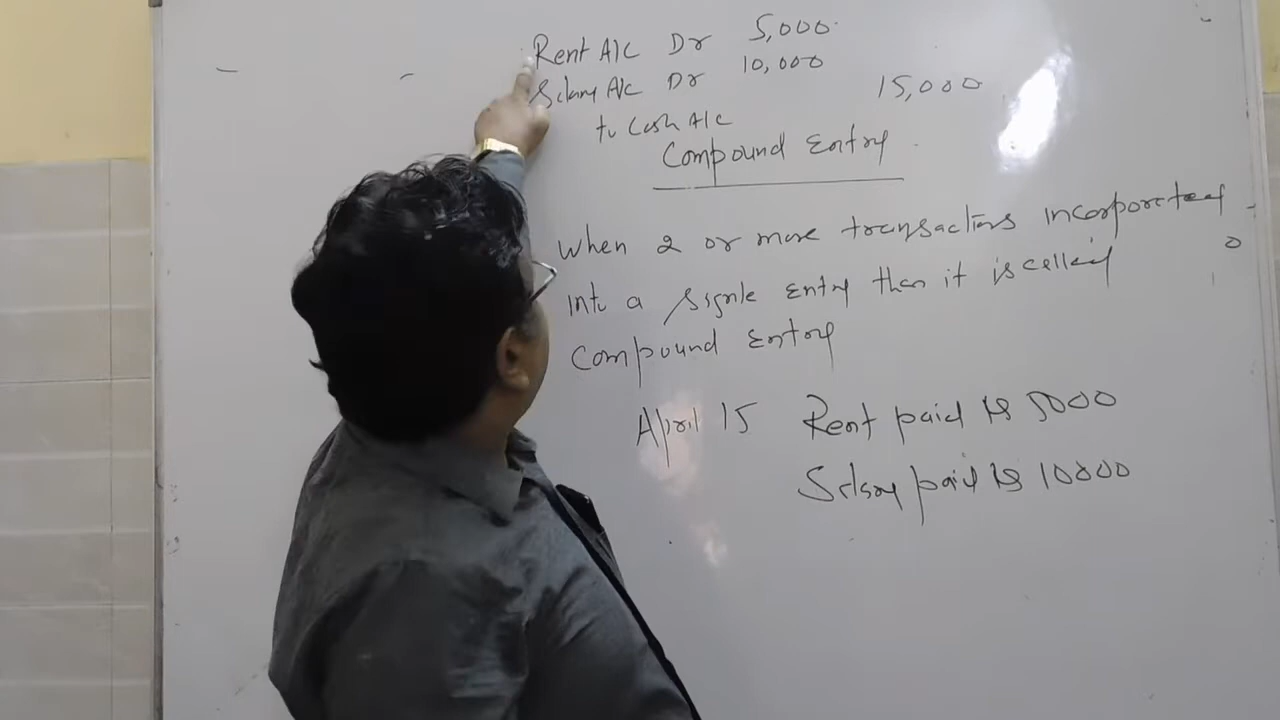 Rent A/C Dr 5,000
Salary A/C Dr 10,000
to Cash A/C 15,000
Compound Entry
When 2 or more transactions incorporated
into a signle Entry then it is called
Compound Entry
April 15 Rent paid Rs 5000
Salary paid Rs 10000